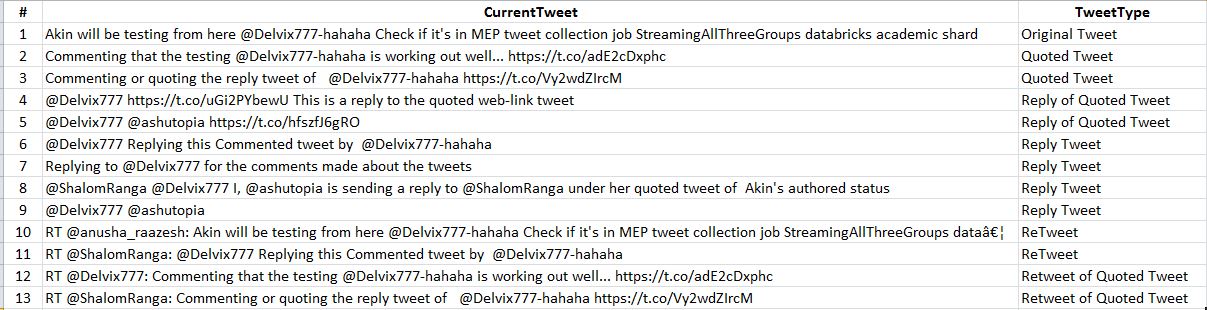 # CurrentTweet TweetType
1 Akin will be testing from here @Delvix777-hahaha Check if it's in MEP tweet collection job StreamingAllThreeGroups databricks academic shard Original Tweet
2 Commenting that the testing @Delvix777-hahaha is working out well... https://t.co/adE2cDxphc Quoted Tweet
3 Commenting or quoting the reply tweet of @Delvix777-hahaha https://t.co/Vy2wdZIrcM Quoted Tweet
4 @Delvix777 https://t.co/uGi2PYbewU This is a reply to the quoted web-link tweet Reply of Quoted Tweet
5 @Delvix777 @ashutopia https://t.co/hfszfJ6gRO Reply of Quoted Tweet
6 @Delvix777 Replying this Commented tweet by @Delvix777-hahaha Reply Tweet
7 Replying to @Delvix777 for the comments made about the tweets Reply Tweet
8 @ShalomRanga @Delvix777 I, @ashutopia is sending a reply to @ShalomRanga under her quoted tweet of Akin's authored status Reply Tweet
9 @Delvix777 @ashutopia Reply Tweet
10 RT @anusha_raazesh: Akin will be testing from here @Delvix777-hahaha Check if it's in MEP tweet collection job StreamingAllThreeGroups dataâ€¦ ReTweet
11 RT @ShalomRanga: @Delvix777 Replying this Commented tweet by @Delvix777-hahaha ReTweet
12 RT @Delvix777: Commenting that the testing @Delvix777-hahaha is working out well... https://t.co/adE2cDxphc Retweet of Quoted Tweet
13 RT @ShalomRanga: Commenting or quoting the reply tweet of @Delvix777-hahaha https://t.co/Vy2wdZIrcM Retweet of Quoted Tweet